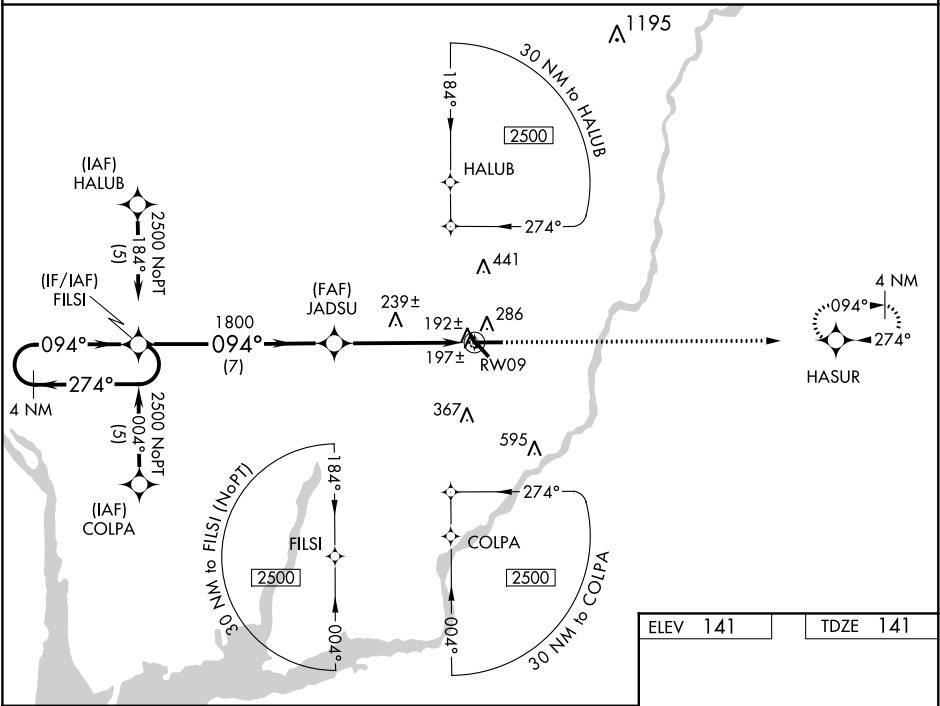 1195
30 NM to HALUB
184°
2500
HALUB
274°
(IAF)
HALUB
2500 NoPT
184°
(5)
441
(IF/IAF)
FILSI
(FAF)
JADSU
239±
192±
286
4 NM
094°
274°
HASUR
094°
1800
094°
(7)
197±
RW09
274°
4 NM
2500 NoPT
004°
(5)
367
595
(IAF)
COLPA
30 NM to FILSI (NoPT)
184°
FILSI
2500
004°
274°
COLPA
2500
004°
30 NM to COLPA
ELEV 141
TDZE 141